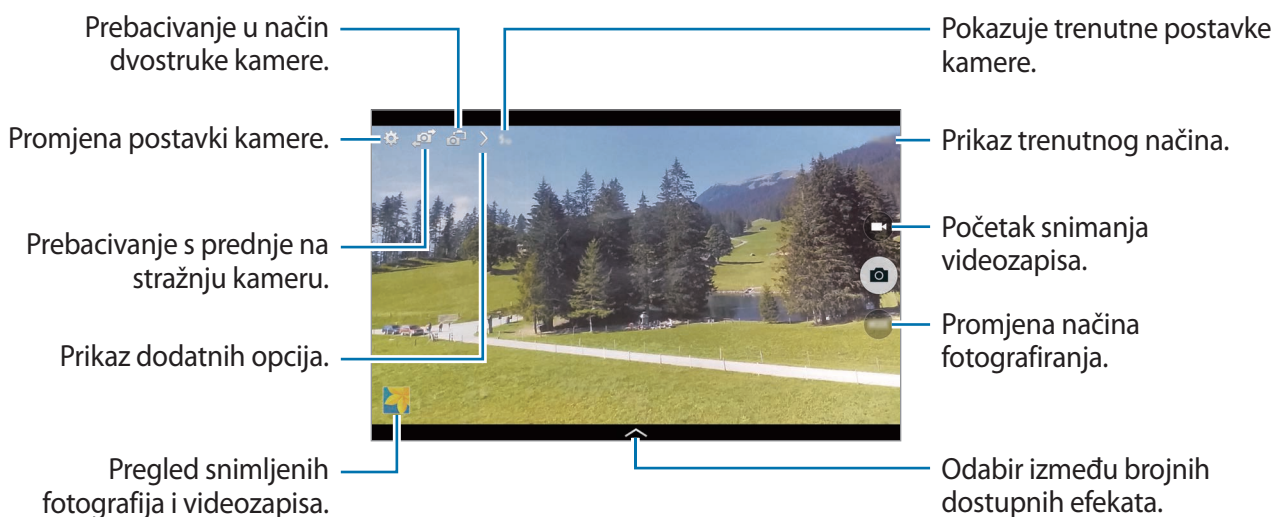 Prebacivanje u način
dvostruke kamere.
Promjena postavki kamere.
Prebacivanje s prednje na
stražnju kameru.
Prikaz dodatnih opcija.
Pregled snimljenih
fotografija i videozapisa.
Pokazuje trenutne postavke
kamere.
Prikaz trenutnog načina.
Početak snimanja
videozapisa.
Promjena načina
fotografiranja.
Odabir između brojnih
dostupnih efekata.